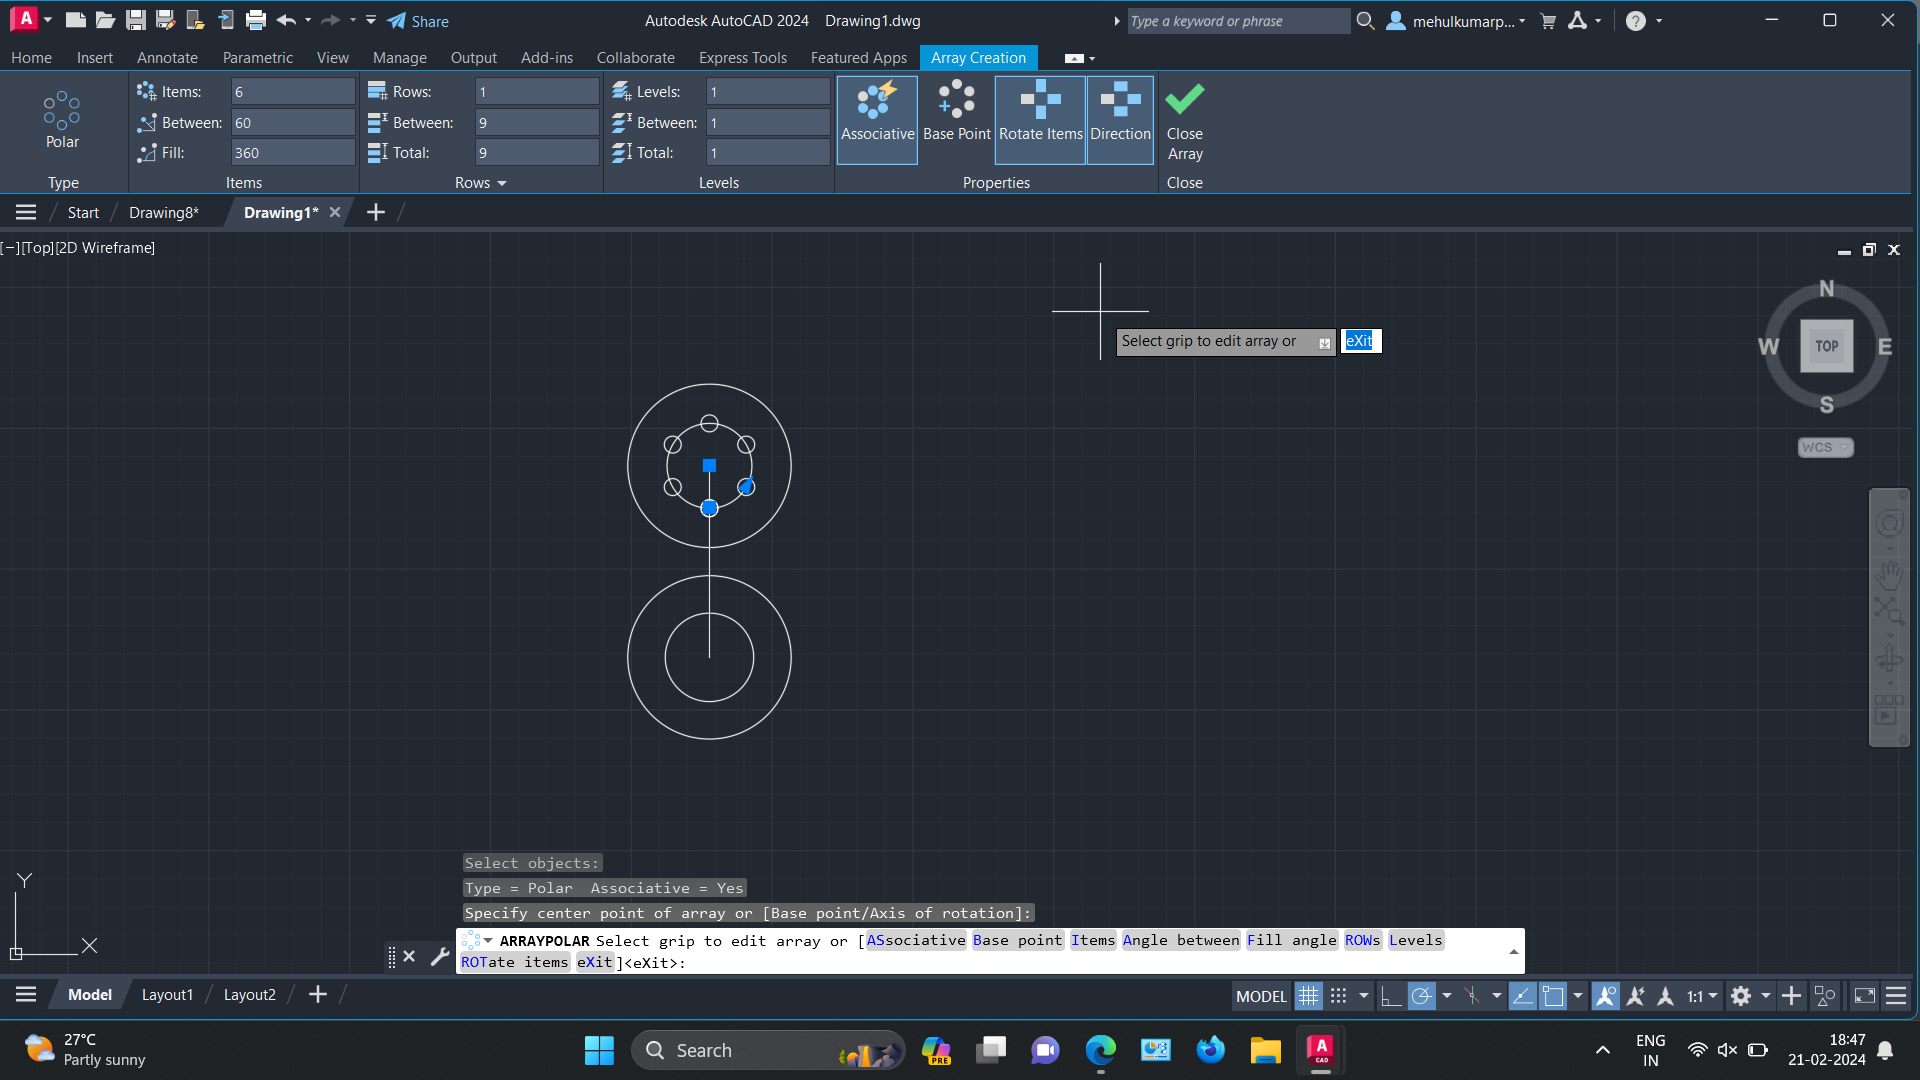 A Share Autodesk AutoCAD 2024 Drawing1.dwg Type a keyword or phrase mehulkumarp...
Home Insert Annotate Parametric View Manage Output Add-ins Collaborate Express Tools Featured Apps Array Creation
Items: 6 Rows: 1 Levels: 1
Between: 60 Between: 9 Between: 1
Fill: 360 Total: 9 Total: 1
Polar Associative Base Point Rotate Items Direction Close Array
Type Items Rows Levels Properties Close
Start Drawing8* Drawing1*
[−][Top][2D Wireframe]
N
W TOP E
S
WCS
Select grip to edit array or eXit
Y
X
Select objects:
Type = Polar Associative = Yes
Specify center point of array or [Base point/Axis of rotation]:
ARRAYPOLAR Select grip to edit array or [ASsociative Base point Items Angle between Fill angle ROWs Levels
ROTate items eXit]<eXit>:
Model Layout1 Layout2 MODEL 1:1
27°C
Partly sunny
Search
PRE
A
CAD
ENG
IN
18:47
21-02-2024